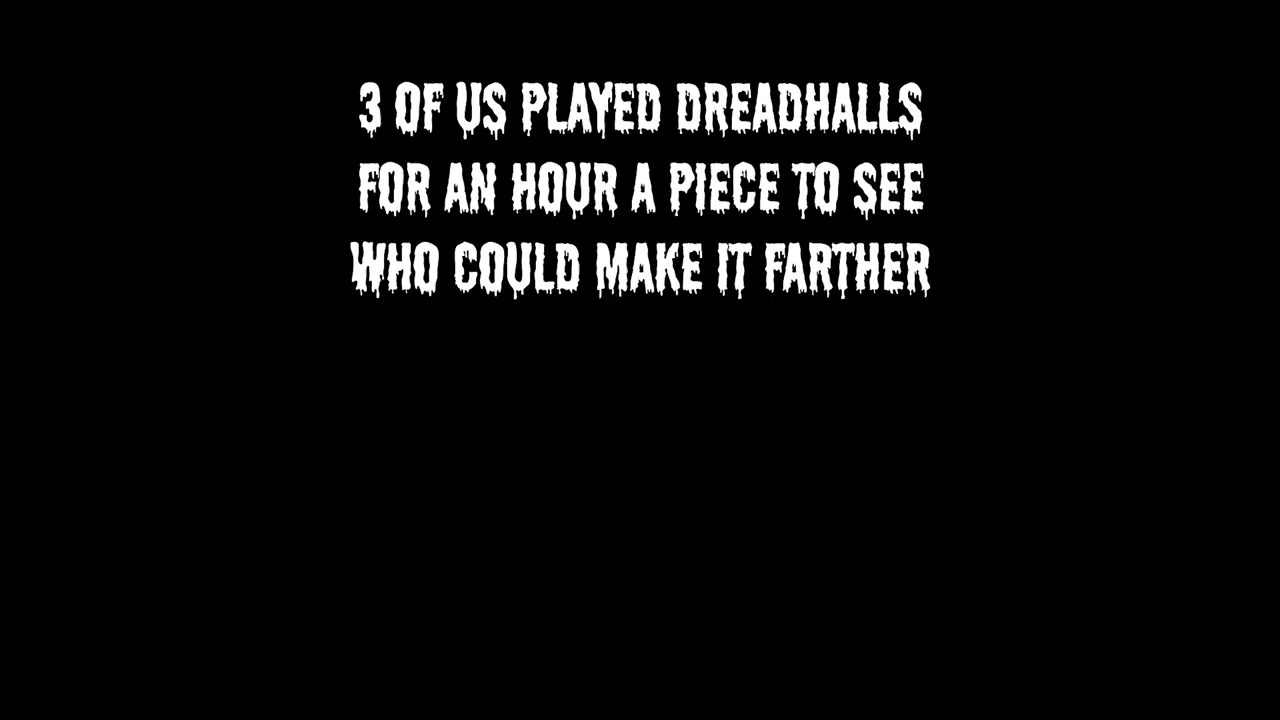 3 OF US PLAYED DREADHALLS
FOR AN HOUR A PIECE TO SEE
WHO COULD MAKE IT FARTHER